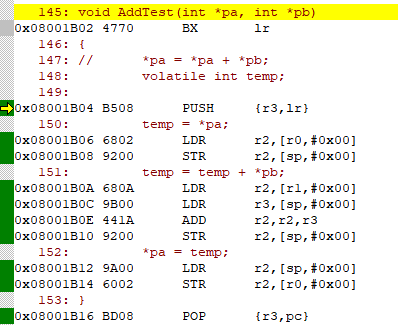 145: void AddTest(int *pa, int *pb)
0x08001B02 4770 BX lr
146: {
147: // *pa = *pa + *pb;
148: volatile int temp;
149:
0x08001B04 B508 PUSH {r3,lr}
150: temp = *pa;
0x08001B06 6802 LDR r2,[r0,#0x00]
0x08001B08 9200 STR r2,[sp,#0x00]
151: temp = temp + *pb;
0x08001B0A 680A LDR r2,[r1,#0x00]
0x08001B0C 9B00 LDR r3,[sp,#0x00]
0x08001B0E 441A ADD r2,r2,r3
0x08001B10 9200 STR r2,[sp,#0x00]
152: *pa = temp;
0x08001B12 9A00 LDR r2,[sp,#0x00]
0x08001B14 6002 STR r2,[r0,#0x00]
153: }
0x08001B16 BD08 POP {r3,pc}